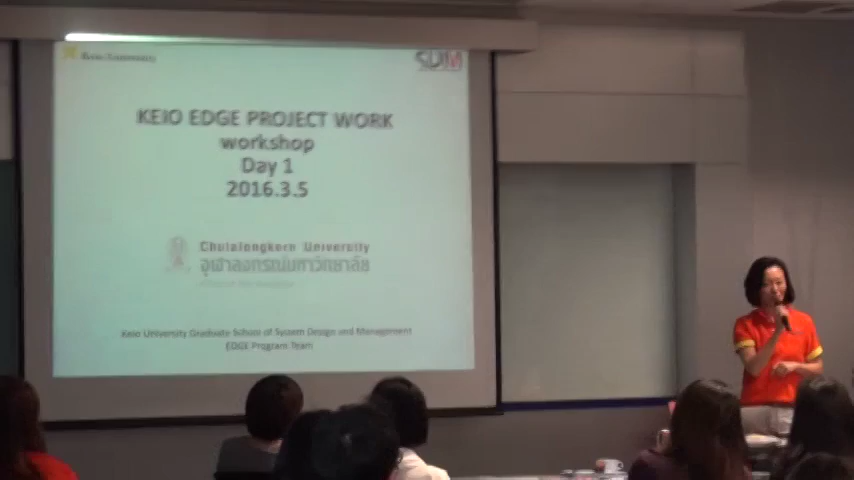 Keio University
SDM
KEIO EDGE PROJECT WORK
workshop
Day 1
2016.3.5
Chulalongkorn University
จุฬาลงกรณ์มหาวิทยาลัย
Keio University Graduate School of System Design and Management
EDGE Program Team